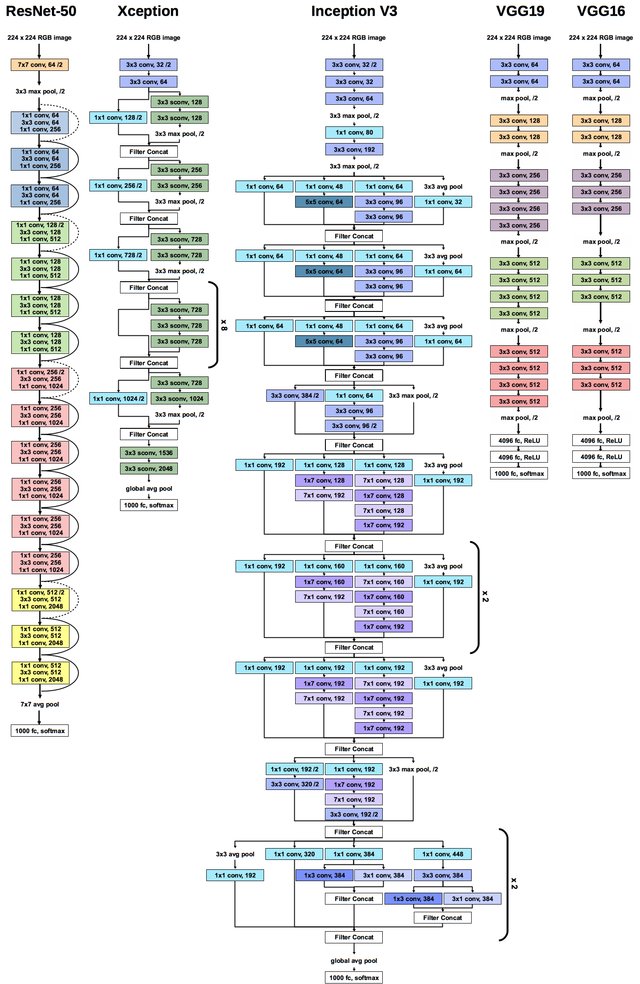 ResNet-50
224 x 224 RGB image
7x7 conv, 64 /2
3x3 max pool, /2
1x1 conv, 64
3x3 conv, 64
1x1 conv, 256
1x1 conv, 64
3x3 conv, 64
1x1 conv, 256
1x1 conv, 64
3x3 conv, 64
1x1 conv, 256
1x1 conv, 128 /2
3x3 conv, 128
1x1 conv, 512
1x1 conv, 128
3x3 conv, 128
1x1 conv, 512
1x1 conv, 128
3x3 conv, 128
1x1 conv, 512
1x1 conv, 128
3x3 conv, 128
1x1 conv, 512
1x1 conv, 256 /2
3x3 conv, 256
1x1 conv, 1024
1x1 conv, 256
3x3 conv, 256
1x1 conv, 1024
1x1 conv, 256
3x3 conv, 256
1x1 conv, 1024
1x1 conv, 256
3x3 conv, 256
1x1 conv, 1024
1x1 conv, 256
3x3 conv, 256
1x1 conv, 1024
1x1 conv, 256
3x3 conv, 256
1x1 conv, 1024
1x1 conv, 512 /2
3x3 conv, 512
1x1 conv, 2048
1x1 conv, 512
3x3 conv, 512
1x1 conv, 2048
1x1 conv, 512
3x3 conv, 512
1x1 conv, 2048
7x7 avg pool
1000 fc, softmax
Xception
224 x 224 RGB image
3x3 conv, 32 /2
3x3 conv, 64
3x3 sconv, 128
1x1 conv, 128 /2
3x3 sconv, 128
3x3 max pool, /2
Filter Concat
3x3 sconv, 256
1x1 conv, 256 /2
3x3 sconv, 256
3x3 max pool, /2
Filter Concat
3x3 sconv, 728
1x1 conv, 728 /2
3x3 sconv, 728
3x3 max pool, /2
Filter Concat
3x3 sconv, 728
3x3 sconv, 728
3x3 sconv, 728
x 8
Filter Concat
3x3 sconv, 728
1x1 conv, 1024 /2
3x3 sconv, 1024
3x3 max pool, /2
Filter Concat
3x3 sconv, 1536
3x3 sconv, 2048
global avg pool
1000 fc, softmax
Inception V3
224 x 224 RGB image
3x3 conv, 32 /2
3x3 conv, 32
3x3 conv, 64
3x3 max pool, /2
1x1 conv, 80
3x3 conv, 192
3x3 max pool, /2
1x1 conv, 64 1x1 conv, 48 1x1 conv, 64 3x3 avg pool
5x5 conv, 64 3x3 conv, 96 1x1 conv, 32
3x3 conv, 96
Filter Concat
1x1 conv, 64 1x1 conv, 48 1x1 conv, 64 3x3 avg pool
5x5 conv, 64 3x3 conv, 96 1x1 conv, 64
3x3 conv, 96
Filter Concat
1x1 conv, 64 1x1 conv, 48 1x1 conv, 64 3x3 avg pool
5x5 conv, 64 3x3 conv, 96 1x1 conv, 64
3x3 conv, 96
Filter Concat
3x3 conv, 384 /2 1x1 conv, 64 3x3 max pool, /2
3x3 conv, 96
3x3 conv, 96 /2
Filter Concat
1x1 conv, 192 1x1 conv, 128 1x1 conv, 128 3x3 avg pool
1x7 conv, 128 7x1 conv, 128 1x1 conv, 192
7x1 conv, 192 1x7 conv, 128
7x1 conv, 128
1x7 conv, 192
Filter Concat
1x1 conv, 192 1x1 conv, 160 1x1 conv, 160 3x3 avg pool
1x7 conv, 160 7x1 conv, 160 1x1 conv, 192
7x1 conv, 192 1x7 conv, 160
7x1 conv, 160
1x7 conv, 192
x 2
Filter Concat
1x1 conv, 192 1x1 conv, 192 1x1 conv, 192 3x3 avg pool
1x7 conv, 192 7x1 conv, 192 1x1 conv, 192
7x1 conv, 192 1x7 conv, 192
7x1 conv, 192
1x7 conv, 192
Filter Concat
1x1 conv, 192 /2 1x1 conv, 192 3x3 max pool, /2
3x3 conv, 320 /2 1x7 conv, 192
7x1 conv, 192
3x3 conv, 192 /2
Filter Concat
3x3 avg pool 1x1 conv, 320 1x1 conv, 384 1x1 conv, 448
1x1 conv, 192 1x3 conv, 384 3x1 conv, 384 3x3 conv, 384
Filter Concat 1x3 conv, 384 3x1 conv, 384
Filter Concat
x 2
Filter Concat
global avg pool
1000 fc, softmax
VGG19
224 x 224 RGB image
3x3 conv, 64
3x3 conv, 64
max pool, /2
3x3 conv, 128
3x3 conv, 128
max pool, /2
3x3 conv, 256
3x3 conv, 256
3x3 conv, 256
3x3 conv, 256
max pool, /2
3x3 conv, 512
3x3 conv, 512
3x3 conv, 512
3x3 conv, 512
max pool, /2
3x3 conv, 512
3x3 conv, 512
3x3 conv, 512
3x3 conv, 512
max pool, /2
4096 fc, ReLU
4096 fc, ReLU
1000 fc, softmax
VGG16
224 x 224 RGB image
3x3 conv, 64
3x3 conv, 64
max pool, /2
3x3 conv, 128
3x3 conv, 128
max pool, /2
3x3 conv, 256
3x3 conv, 256
3x3 conv, 256
max pool, /2
3x3 conv, 512
3x3 conv, 512
3x3 conv, 512
max pool, /2
3x3 conv, 512
3x3 conv, 512
3x3 conv, 512
max pool, /2
4096 fc, ReLU
4096 fc, ReLU
1000 fc, softmax